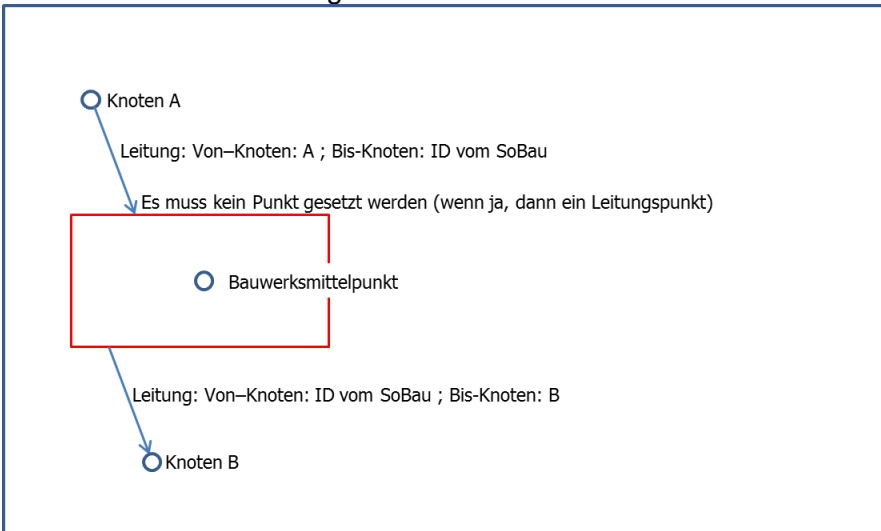 Knoten A
Leitung: Von–Knoten: A ; Bis-Knoten: ID vom SoBau
Es muss kein Punkt gesetzt werden (wenn ja, dann ein Leitungspunkt)
Bauwerksmittelpunkt
Leitung: Von–Knoten: ID vom SoBau ; Bis-Knoten: B
Knoten B